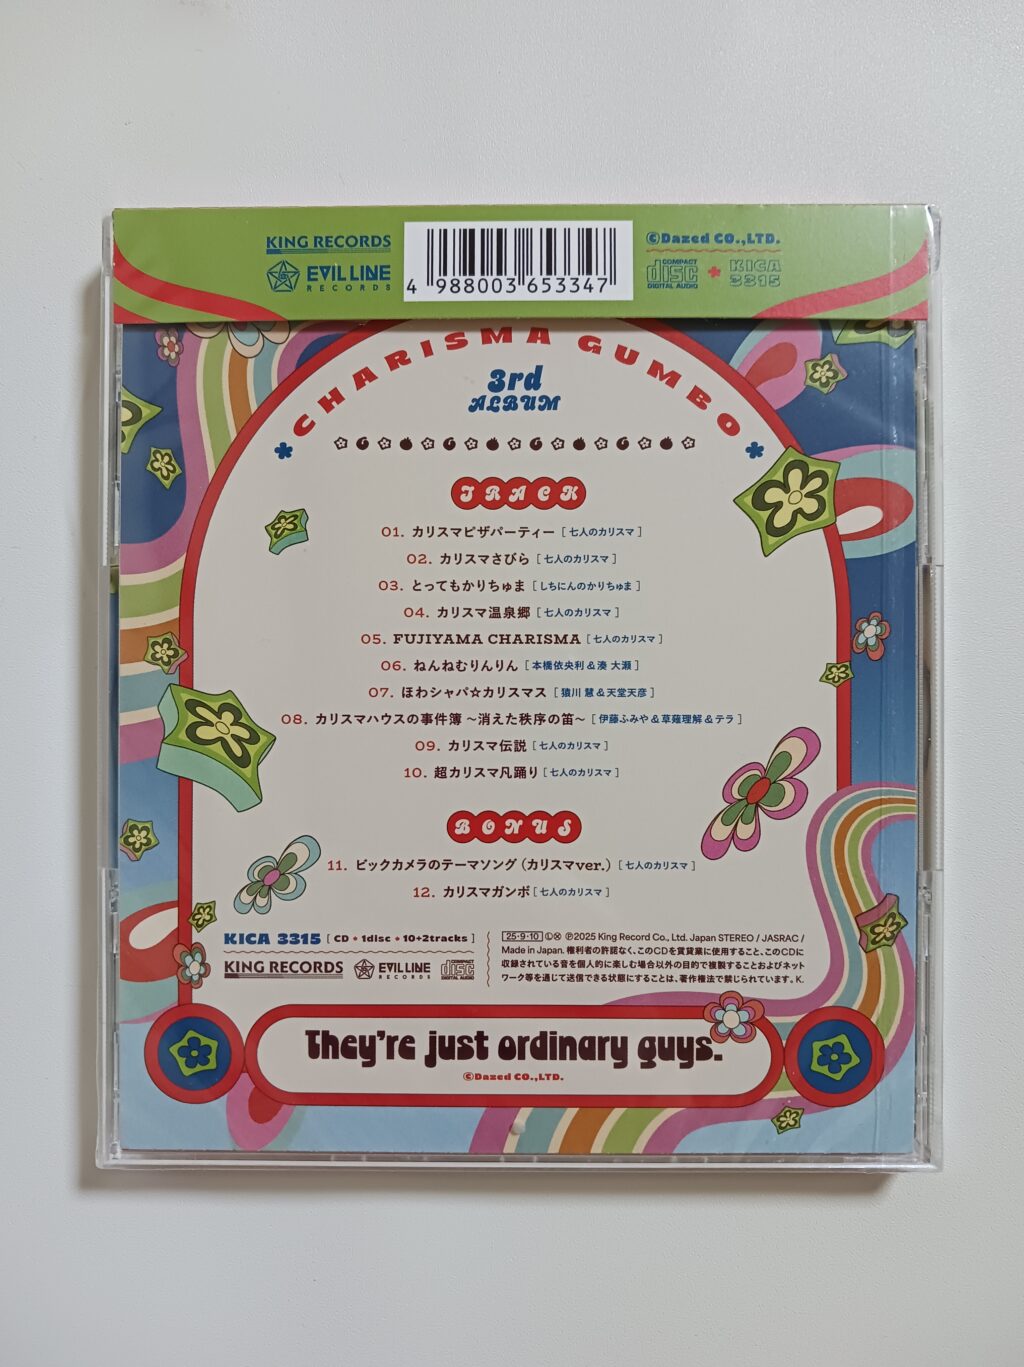 KING RECORDS
EVIL LINE
RECORDS
4 988003 653347
©Dazed CO.,LTD.
COMPACT
disc
DIGITAL AUDIO
KICA
3315
CHARISMA GUMBO
3rd
ALBUM
TRACK
01. カリスマピザパーティー [ 七人のカリスマ ]
02. カリスマさびら [ 七人のカリスマ ]
03. とってもかりちゅま [ しちにんのかりちゅま ]
04. カリスマ温泉郷 [ 七人のカリスマ ]
05. FUJIYAMA CHARISMA [ 七人のカリスマ ]
06. ねんねむりんりん [ 本橋依央利&湊 大瀬 ]
07. ほわシャバ☆カリスマス [ 猿川 慧&天堂天彦 ]
08. カリスマハウスの事件簿 〜消えた秩序の笛〜 [ 伊藤ふみや&草薙理解&テラ ]
09. カリスマ伝説 [ 七人のカリスマ ]
10. 超カリスマ凡踊り [ 七人のカリスマ ]
BONUS
11. ビックカメラのテーマソング (カリスマver.) [ 七人のカリスマ ]
12. カリスマガンボ [ 七人のカリスマ ]
KICA 3315 [ CD • 1disc • 10+2tracks ]
KING RECORDS
EVIL LINE
RECORDS
COMPACT
disc
DIGITAL AUDIO
25・9・10 Ⓛ ⓧ ℗2025 King Record Co., Ltd. Japan STEREO / JASRAC /
Made in Japan. 権利者の許諾なく、このCDを賃貸業に使用すること、このCDに
収録されている音を個人的に楽しむ場合以外の目的で複製することおよびネット
ワーク等を通じて送信できる状態にすることは、著作権法で禁じられています。K.
They're just ordinary guys.
©Dazed CO.,LTD.